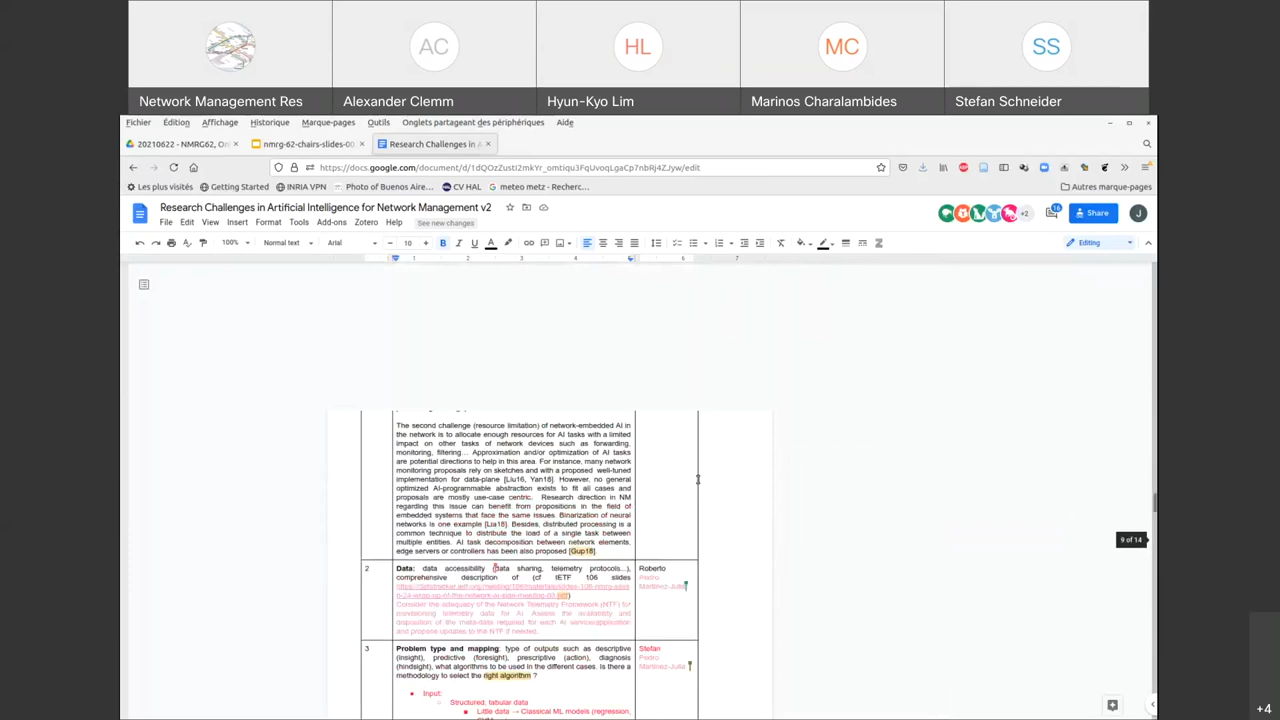 AC
HL
MC
SS
Network Management Res
Alexander Clemm
Hyun-Kyo Lim
Marinos Charalambides
Stefan Schneider
Fichier Édition Affichage Historique Marque-pages Outils Onglets partageant des périphériques Aide
20210622 - NMRG62, on
nmrg-62-chairs-slides-00
Research Challenges in A
Les plus visités Getting Started INRIA VPN Photo of Buenos Aire... CV HAL meteo metz - Recherc... Autres marque-pages
Research Challenges in Artificial Intelligence for Network Management v2
File Edit View Insert Format Tools Add-ons Zotero Help See new changes
16 Share J
+2
100% Normal text Arial 10 Editing
1 2 3 4 5 6 7
The second challenge (resource limitation) of network-embedded AI in
the network is to allocate enough resources for AI tasks with a limited
impact on other tasks of network devices such as forwarding,
monitoring, filtering... Approximation and/or optimization of AI tasks
are potential directions to help in this area. For instance, many network
monitoring proposals rely on sketches and with a proposed well-tuned
implementation for data-plane [Liu16, Yan18]. However, no general
optimized AI-programmable abstraction exists to fit all cases and
proposals are mostly use-case centric. Research direction in NM
regarding this issue can benefit from propositions in the field of
embedded systems that face the same issues. Binarization of neural
networks is one example [Lia18]. Besides, distributed processing is a
common technique to distribute the load of a single task between
multiple entities. AI task decomposition between network elements,
edge servers or controllers has been also proposed [Gup18].
9 of 14
2 Data: data accessibility (data sharing, telemetry protocols...), Roberto
comprehensive description of (cf IETF 106 slides Pedro
Martinez-Julia
Consider the adequacy of the Network Telemetry Framework (NTF) for
provisioning telemetry data for AI. Assess the availability and
disposition of the meta-data required for each AI service/application
and propose updates to the NTF if needed.
3 Problem type and mapping: type of outputs such as descriptive Stefan
(insight), predictive (foresight), prescriptive (action), diagnosis Pedro
(hindsight), what algorithms to be used in the different cases. Is there a Martinez-Julia
methodology to select the right algorithm ?
Input:
Structured, tabular data
Little data → Classical ML models (regression,
+4